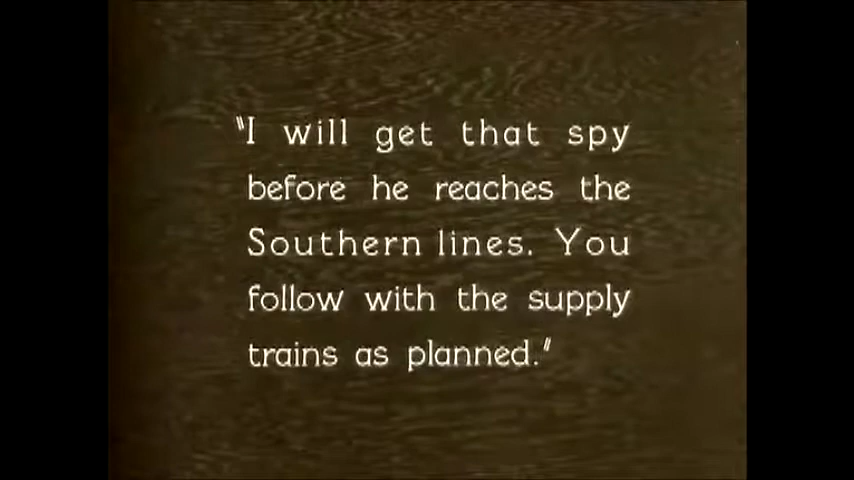 "I will get that spy
before he reaches the
Southern lines. You
follow with the supply
trains as planned."